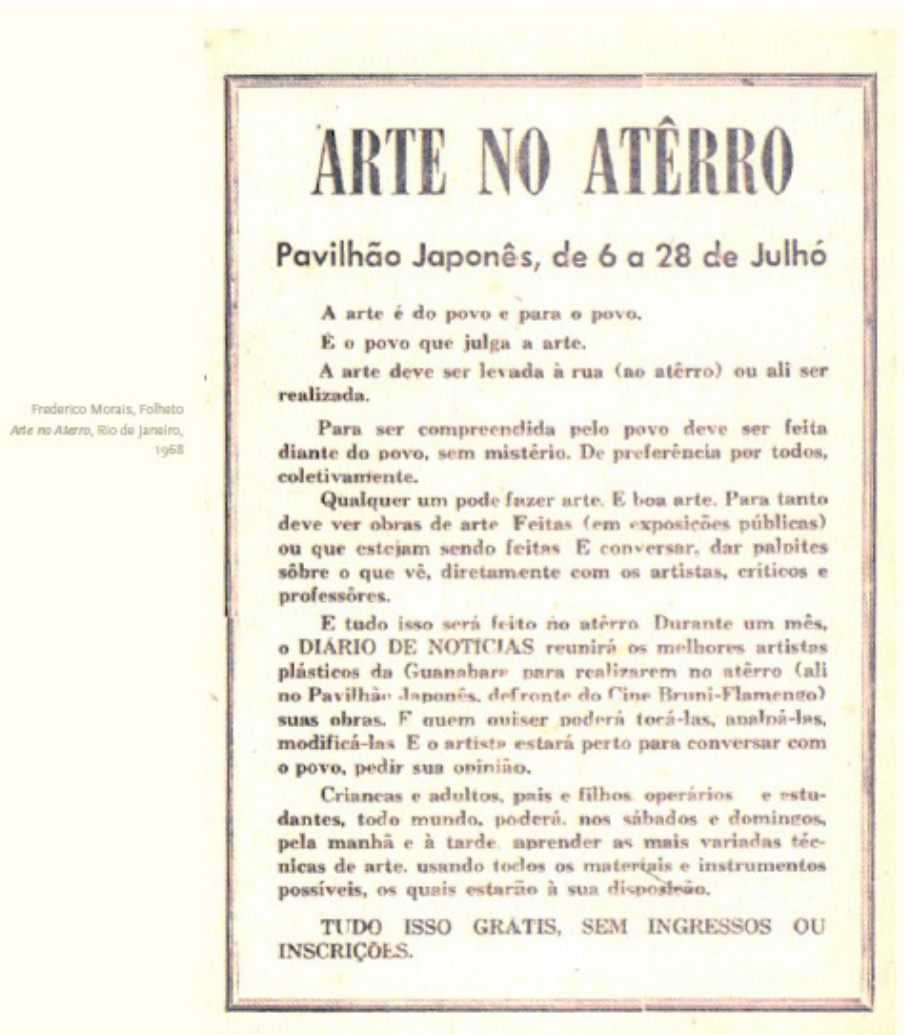 ARTE NO ATÊRRO
Pavilhão Japonês, de 6 a 28 de Julhó
A arte é do povo e para o povo.
É o povo que julga a arte.
A arte deve ser levada à rua (no atêrro) ou ali ser
realizada.
Para ser compreendida pelo povo deve ser feita
diante do povo, sem mistério. De preferência por todos,
coletivamente.
Qualquer um pode fazer arte. E boa arte. Para tanto
deve ver obras de arte Feitas (em exposições públicas)
ou que estejam sendo feitas E conversar, dar palpites
sôbre o que vê, diretamente com os artistas, críticos e
professôres.
E tudo isso será feito no atêrro Durante um mês,
o DIÁRIO DE NOTÍCIAS reunirá os melhores artistas
plásticos da Guanabara para realizarem no atêrro (ali
no Pavilhão Japonês, defronte do Cine Bruni-Flamengo)
suas obras. E quem quiser poderá tocá-las, apalpá-las,
modificá-las E o artista estará perto para conversar com
o povo, pedir sua opinião.
Crianças e adultos, pais e filhos operários e estu-
dantes, todo mundo, poderá, nos sábados e domingos,
pela manhã e à tarde aprender as mais variadas téc-
nicas de arte, usando todos os materiais e instrumentos
possíveis, os quais estarão à sua disposição.
TUDO ISSO GRATIS, SEM INGRESSOS OU
INSCRIÇÕES.
Frederico Morais, Folheto
Arte no Aterro, Rio de Janeiro,
1968